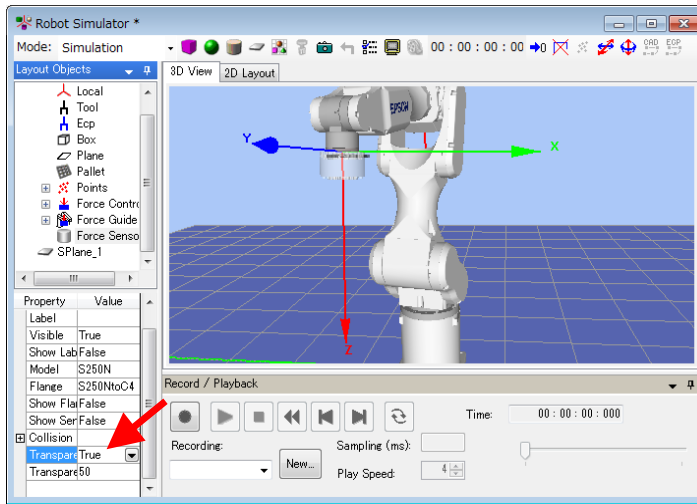 Robot Simulator *
Mode: Simulation
00 : 00 : 00 : 00
CAD
ECP
Layout Objects
3D View
2D Layout
Local
Tool
Ecp
Box
Plane
Pallet
Points
Force Contro
Force Guide
Force Senso
SPlane_1
EPSON
Y
X
Z
Property Value
Label
Visible True
Show Lab False
Model S250N
Flange S250NtoC4
Show Fla False
Show Ser False
Collision
Transpare True
Transpare 50
Record / Playback
Time: 00 : 00 : 00 : 000
Recording:
New...
Sampling (ms):
Play Speed: 4